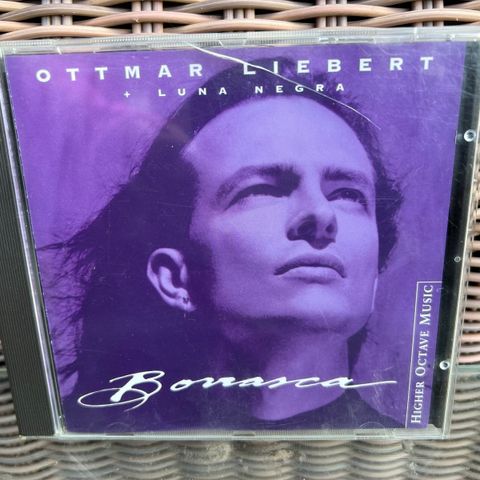 OTTMAR LIEBERT
+ LUNA NEGRA
Borrasca
HIGHER OCTAVE MUSIC